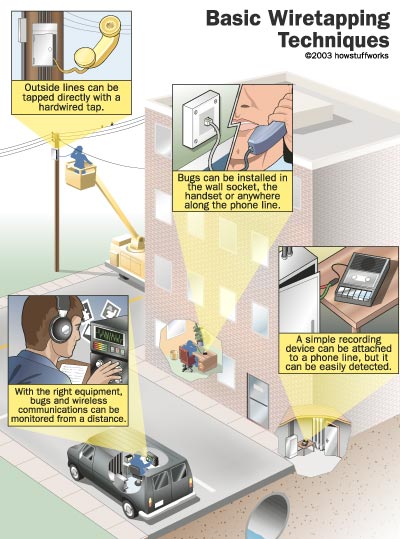 Basic Wiretapping
Techniques
©2003 howstuffworks
Outside lines can be
tapped directly with a
hardwired tap.
Bugs can be installed in
the wall socket, the
handset or anywhere
along the phone line.
A simple recording
device can be attached
to a phone line, but it
can be easily detected.
With the right equipment,
bugs and wireless
communications can be
monitored from a distance.